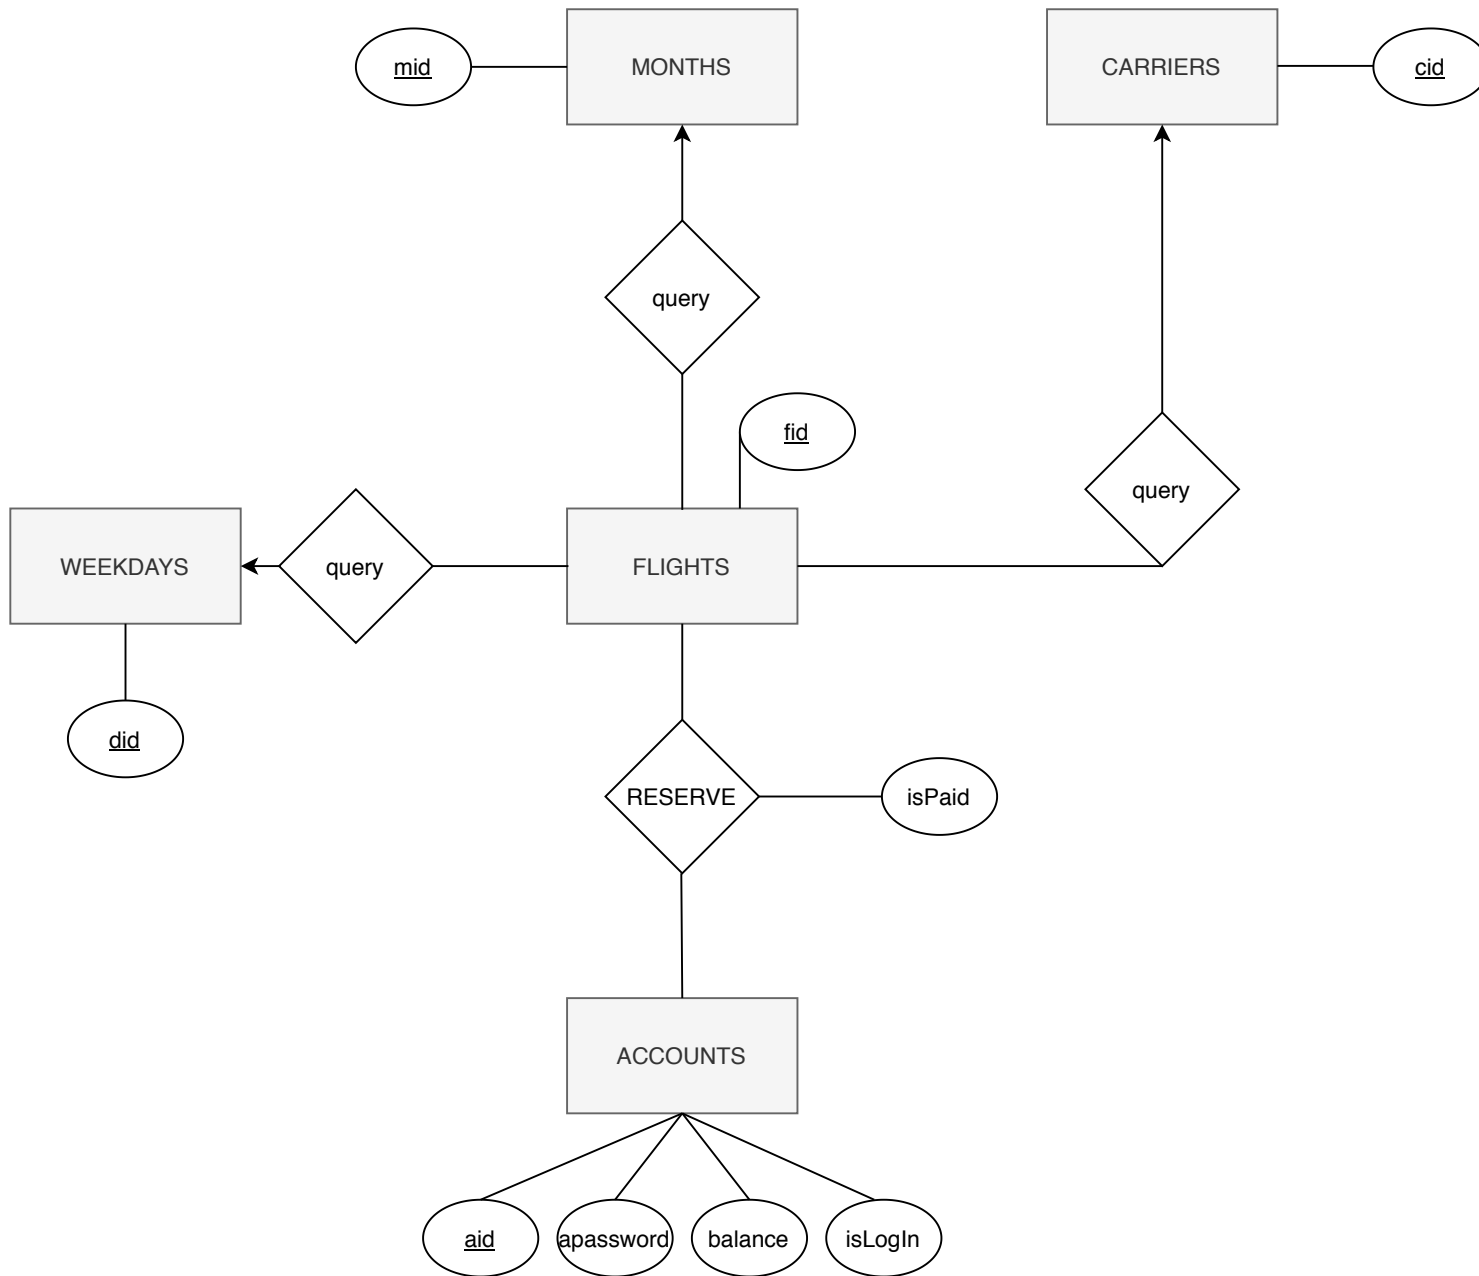 mid
MONTHS
CARRIERS
cid
query
fid
query
WEEKDAYS
query
FLIGHTS
did
RESERVE
isPaid
ACCOUNTS
aid
apassword
balance
isLogIn